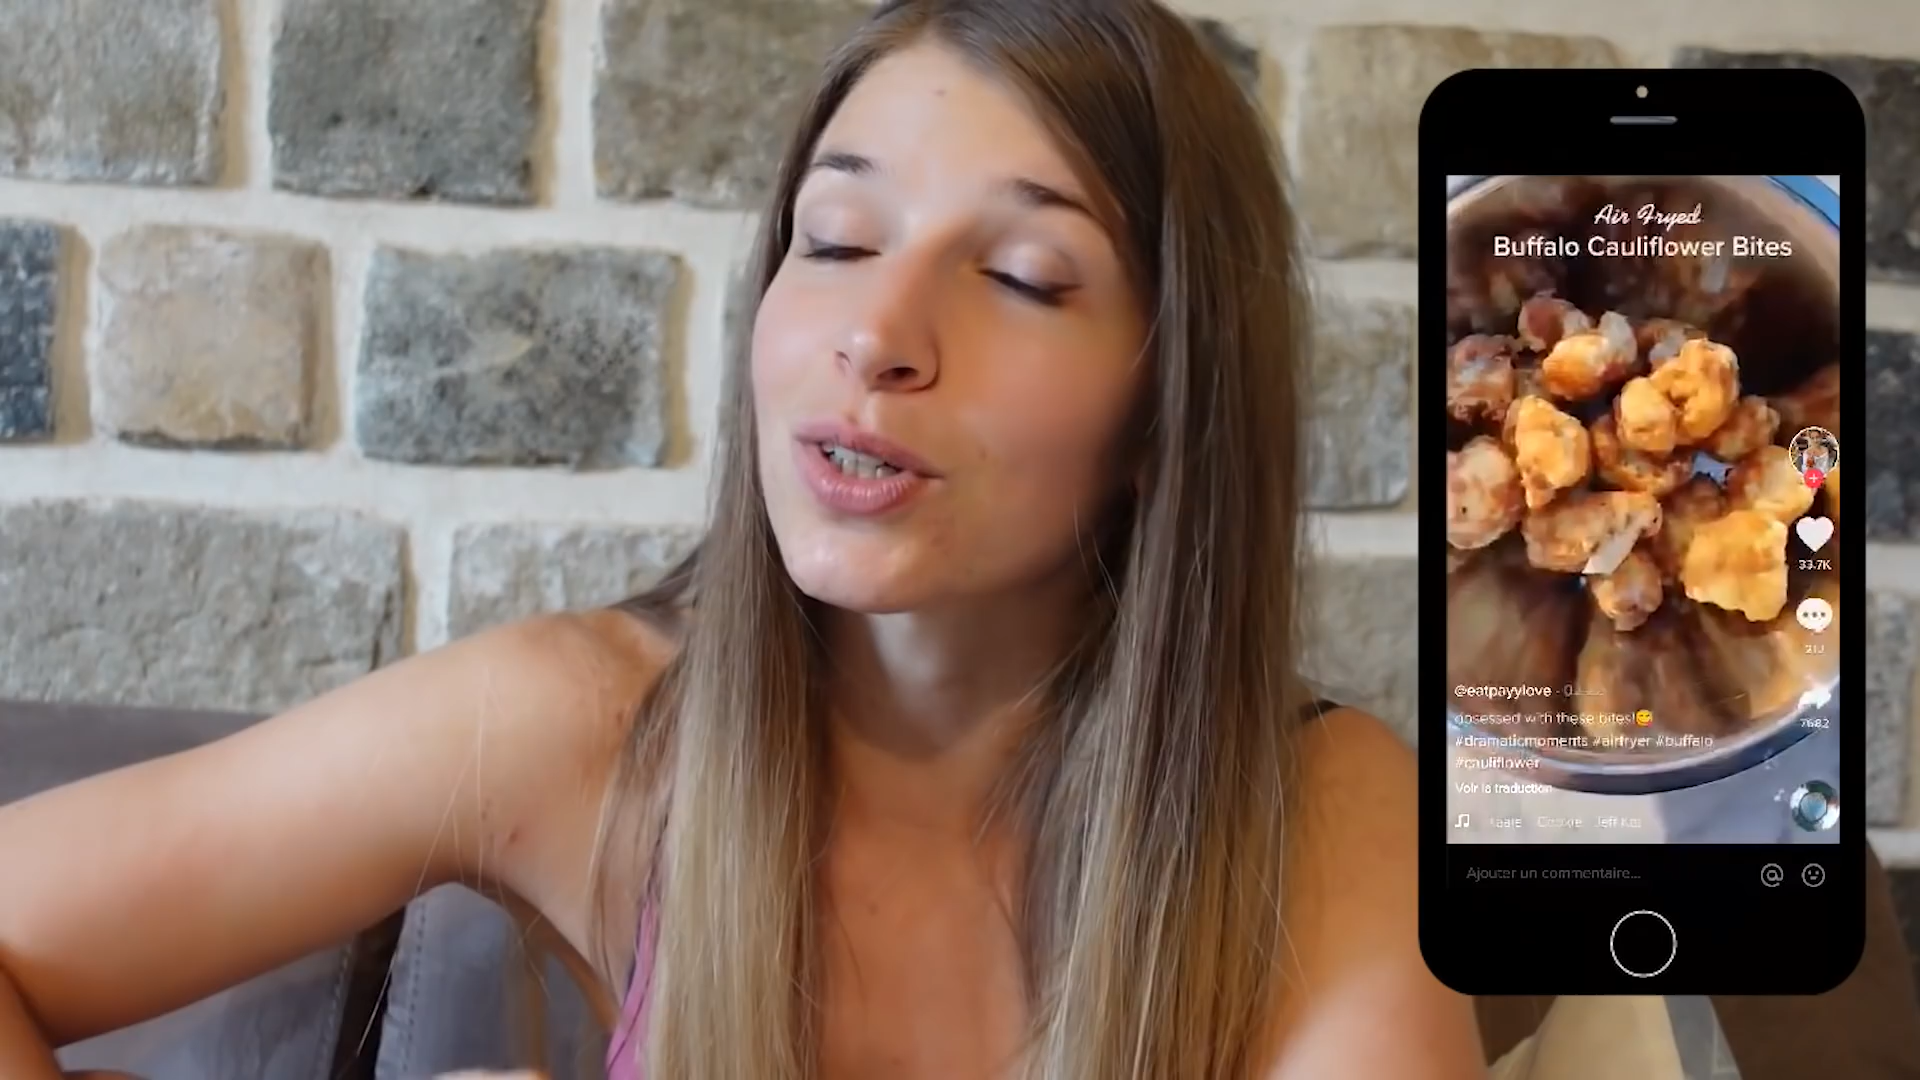 Air Fryed
Buffalo Cauliflower Bites
33.7K
@eatpayylove
obsessed with these bites!😋
7682
#dramaticmoments #airfryer #buffalo
#cauliflower
Voir la traduction
Ajouter un commentaire...